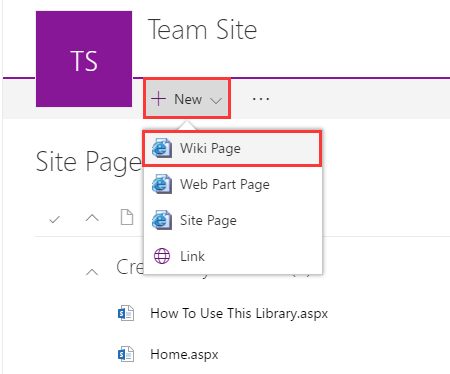 TS
Team Site
New
...
Wiki Page
Site Page
Web Part Page
Site Page
Link
How To Use This Library.aspx
Home.aspx